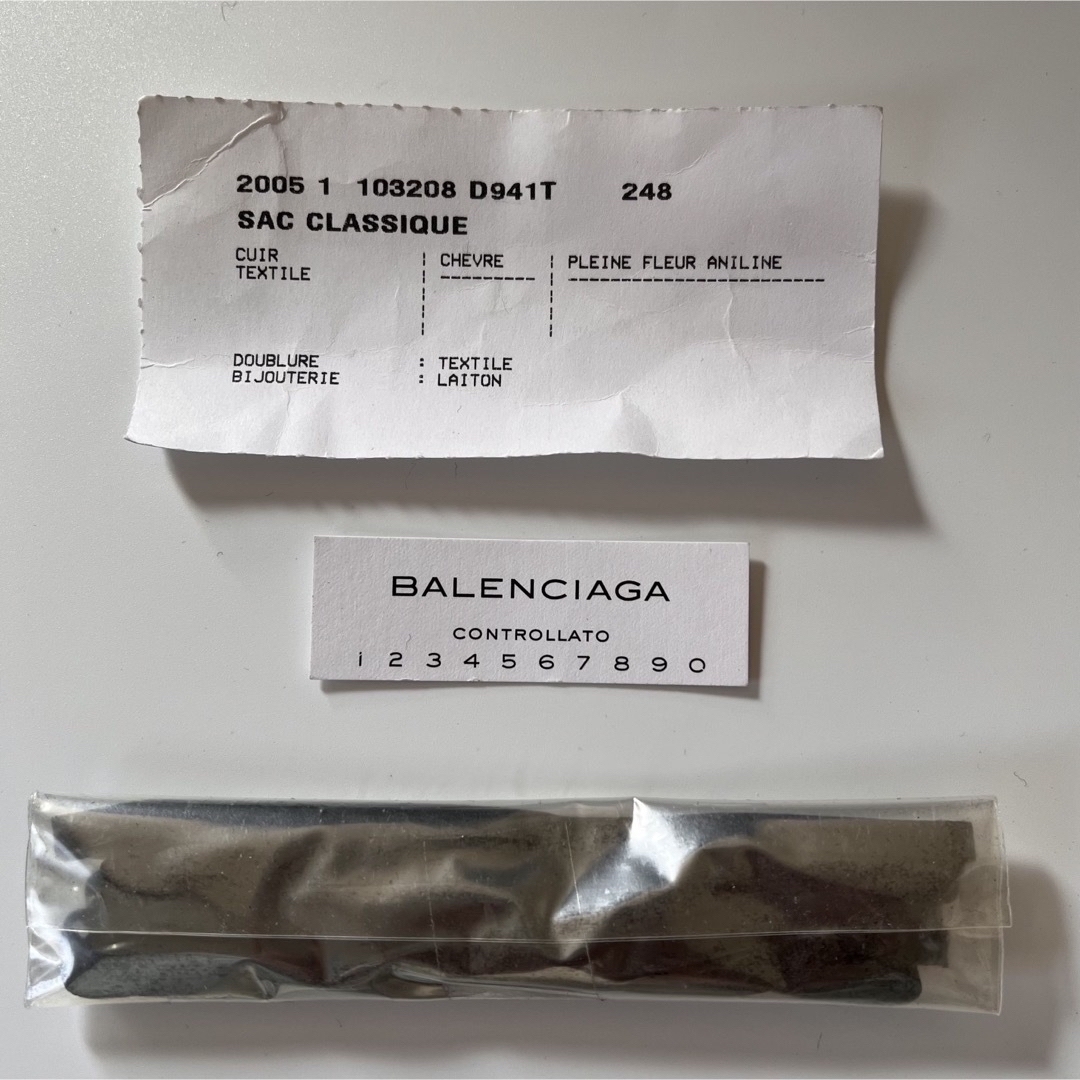 2005 1 103208 D941T 248
SAC CLASSIQUE
CUIR ¦ CHEVRE ¦ PLEINE FLEUR ANILINE
TEXTILE ¦ --------- ¦ ------------------------
DOUBLURE : TEXTILE
BIJOUTERIE : LAITON
BALENCIAGA
CONTROLLATO
1 2 3 4 5 6 7 8 9 0